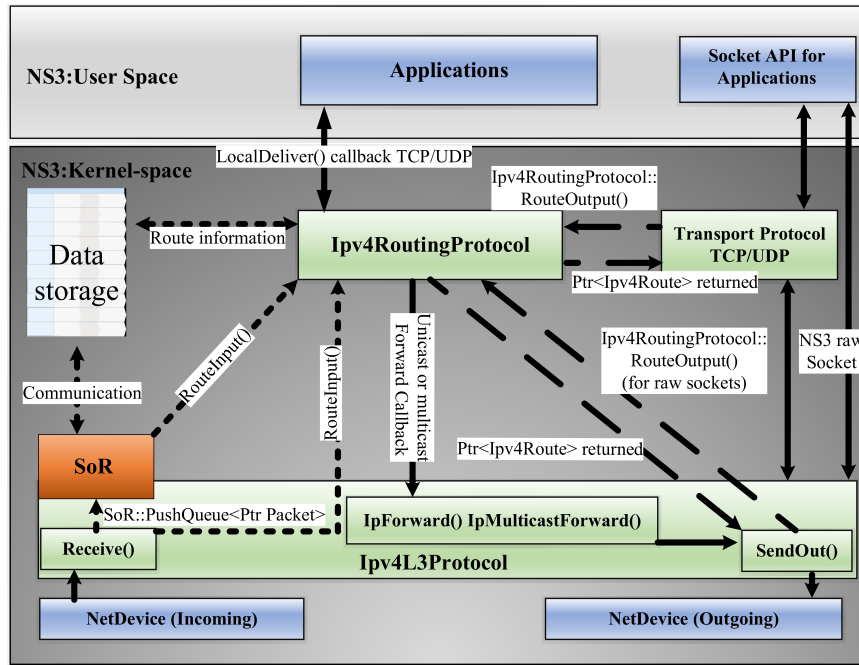 NS3:User Space
Applications
Socket API for
Applications
LocalDeliver() callback TCP/UDP
NS3:Kernel-space
Ipv4RoutingProtocol::
RouteOutput()
Data
storage
Route information
Ipv4RoutingProtocol
Transport Protocol
TCP/UDP
Ptr<Ipv4Route> returned
RouteInput()
RouteInput()
Unicast or multicast
Forward Callback
Ipv4RoutingProtocol::
RouteOutput()
(for raw sockets)
NS3 raw
Socket
Communication
Ptr<Ipv4Route> returned
SoR
SoR::PushQueue<Ptr Packet>
IpForward() IpMulticastForward()
Receive()
SendOut()
Ipv4L3Protocol
NetDevice (Incoming)
NetDevice (Outgoing)